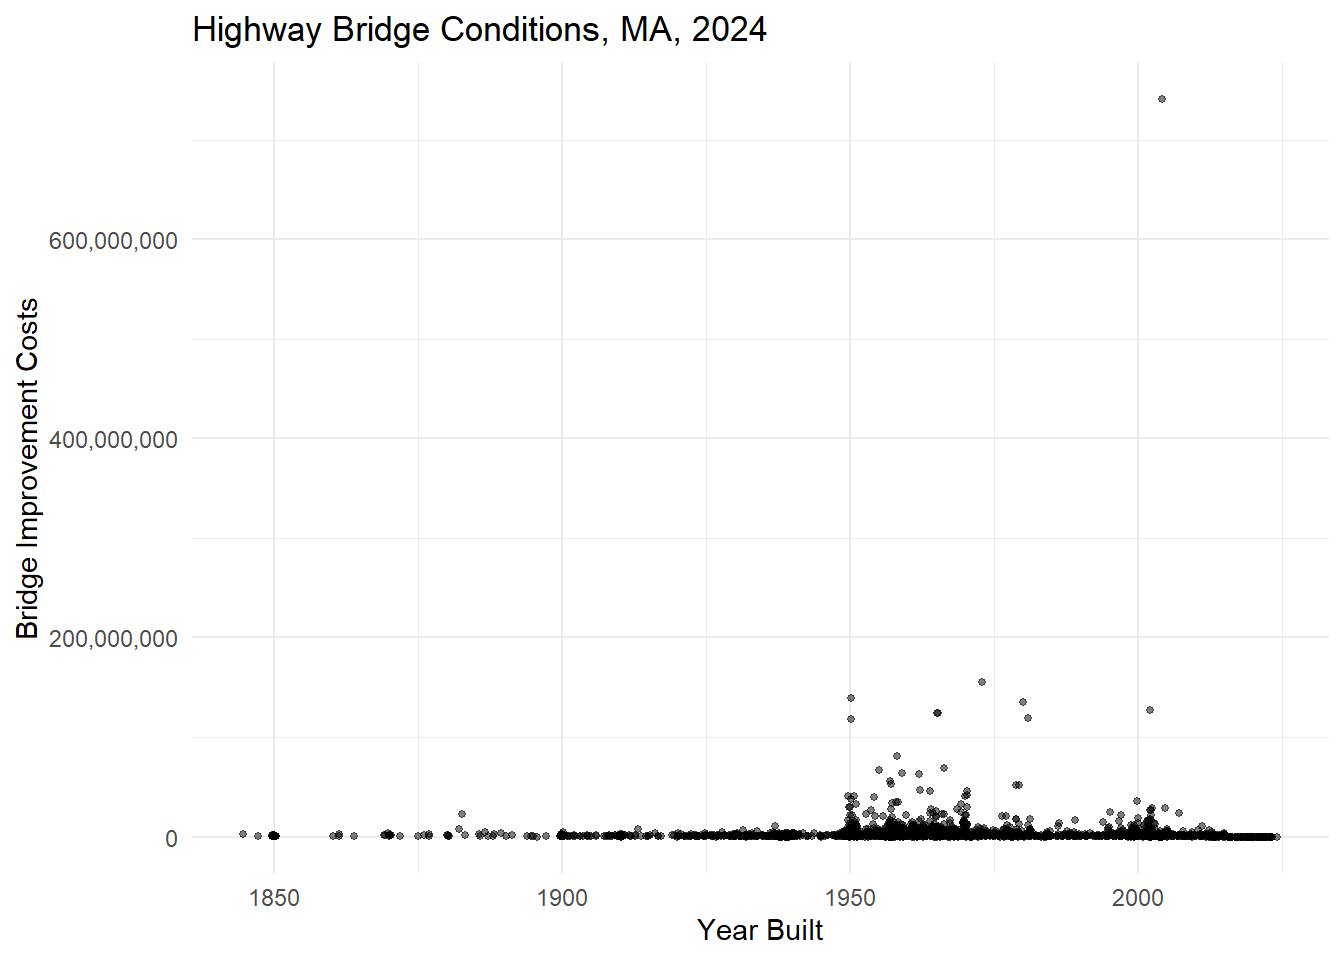 Highway Bridge Conditions, MA, 2024
Bridge Improvement Costs
600,000,000
400,000,000
200,000,000
0
1850 1900 1950 2000
Year Built